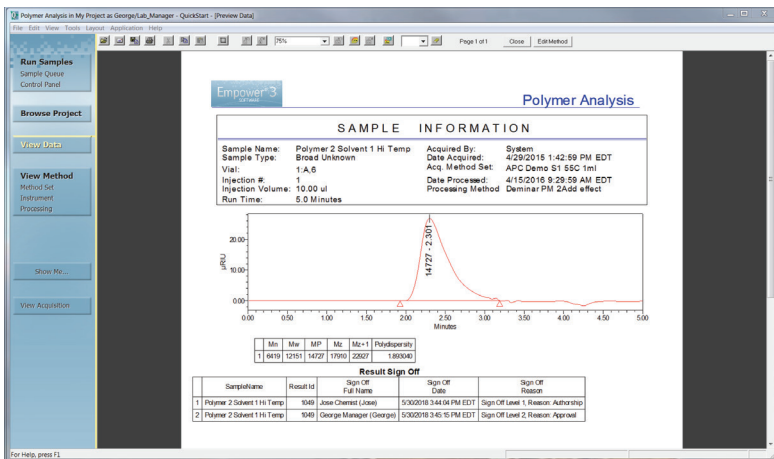 Polymer Analysis in My Project as George/Lab_Manager - QuickStart - [Preview Data]
File Edit View Tools Layout Application Help
75%
Page 1 of 1
Close
Edit Method
Run Samples
Sample Queue
Control Panel
Browse Project
View Data
View Method
Method Set
Instrument
Processing
Show Me...
View Acquisition
Empower®3
SOFTWARE
Polymer Analysis
SAMPLE INFORMATION
Sample Name: Polymer 2 Solvent 1 Hi Temp
Sample Type: Broad Unknown
Vial: 1:A,6
Injection #: 1
Injection Volume: 10.00 ul
Run Time: 5.0 Minutes
Acquired By: System
Date Acquired: 4/29/2015 1:42:59 PM EDT
Acq. Method Set: APC Demo S1 55C 1ml
Date Processed: 4/15/2016 9:29:59 AM EDT
Processing Method Deminar PM 2Add effect
µRIU
20.00
10.00
0.00
14727 - 2.301
0.00 0.50 1.00 1.50 2.00 2.50 3.00 3.50 4.00 4.50 5.00
Minutes
Mn Mw MP Mz Mz+1 Polydispersity
1 6419 12151 14727 17910 22927 1.893040
Result Sign Off
SampleName Result Id Sign Off Full Name Sign Off Date Sign Off Reason
1 Polymer 2 Solvent 1 Hi Temp 1049 Jose Chemist (Jose) 5/30/2018 3:44:04 PM EDT Sign Off Level 1, Reason: Authorship
2 Polymer 2 Solvent 1 Hi Temp 1049 George Manager (George) 5/30/2018 3:45:15 PM EDT Sign Off Level 2, Reason: Approval
For Help, press F1